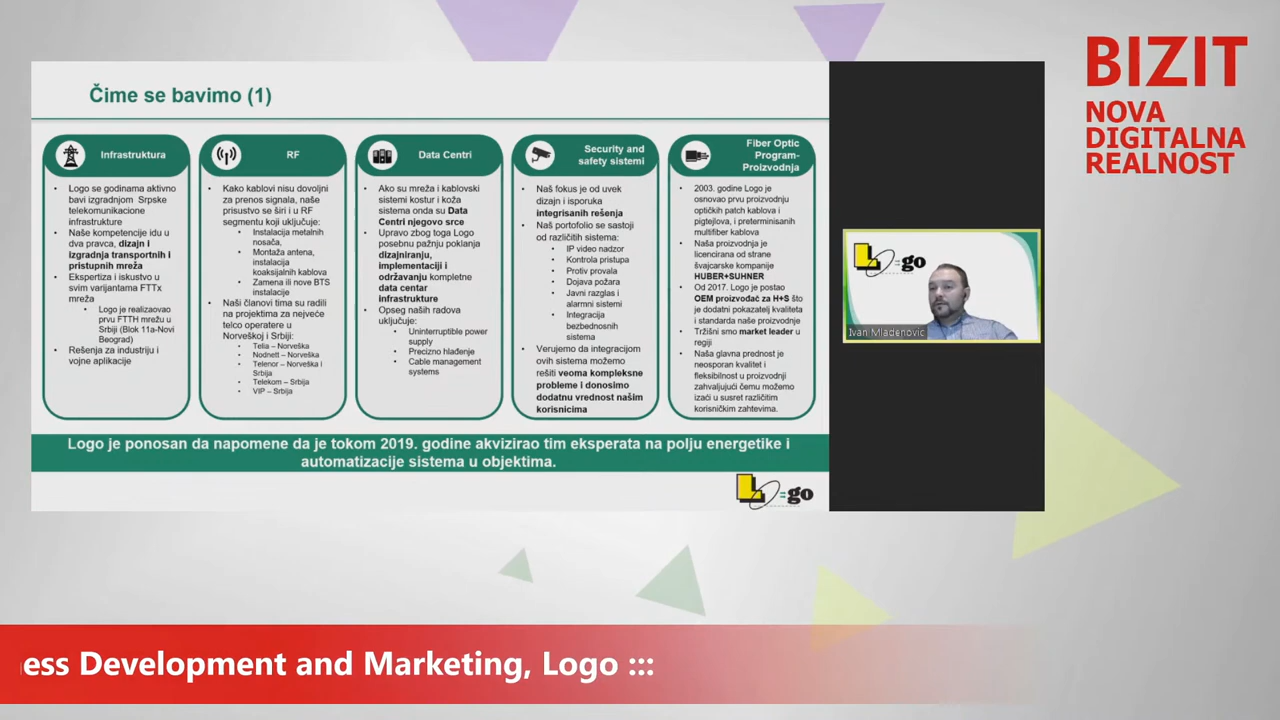 BIZIT
NOVA
DIGITALNA
REALNOST
Čime se bavimo (1)
Infrastruktura
Logo se godinama aktivno
bavi izgradnjom Srpske
telekomunikacione
infrastrukture
Naše kompetencije idu u
dva pravca, dizajn i
izgradnja transportnih i
pristupnih mreža
Ekspertiza i iskustvo u
svim varijantama FTTx
mreža
Logo je realizaovao
prvu FTTH mrežu u
Srbiji (Blok 11a-Novi
Beograd)
Rešenja za industriju i
vojne aplikacije
RF
Kako kablovi nisu dovoljni
za prenos signala, naše
prisustvo se širi i u RF
segmentu koji uključuje:
Instalacija metalnih
nosača,
Montaža antena,
instalacija
koaksijalnih kablova
Zamena ili nove BTS
instalacije
Naši članovi tima su radili
na projektima za nejveće
telco operatere u
Norveškoj i Srbiji:
Telia – Norveška
Nodnett – Norveška
Telenor – Norveška i
Srbija
Telekom – Srbija
VIP – Srbija
Data Centri
Ako su mreža i kablovski
sistemi kostur i koža
sistema onda su Data
Centri njegovo srce
Upravo zbog toga Logo
posebnu pažnju poklanja
dizajniranju,
implementaciji i
održavanju kompletne
data centar
infrastrukture
Opseg naših radova
uključuje:
Uninterruptible power
supply
Precizno hlađenje
Cable management
systems
Security and
safety sistemi
Naš fokus je od uvek
dizajn i isporuka
integrisanih rešenja
Naš portofolio se sastoji
od različitih sistema:
IP video nadzor
Kontrola pristupa
Protiv provala
Dojava požara
Javni razglas i
alarmni sistemi
Integracija
bezbednosnih
sistema
Verujemo da integracijom
ovih sistema možemo
rešiti veoma kompleksne
probleme i donosimo
dodatnu vrednost našim
korisnicima
Fiber Optic
Program-
Proizvodnja
2003. godine Logo je
osnovao prvu proizvodnju
optičkih patch kablova i
pigtejlova, i preterminisanih
multifiber kablova
Naša proizvodnja je
licencirana od strane
švajcarske kompanije
HUBER+SUHNER
Od 2017. Logo je postao
OEM proizvođač za H+S što
je dodatni pokazatelj kvaliteta
i standarda naše proizvodnje
Tržišni smo market leader u
regiji
Naša glavna prednost je
neosporan kvalitet i
fleksibilnost u proizvodnji
zahvaljujući čemu možemo
izaći u susret različitim
korisničkim zahtevima.
Logo je ponosan da napomene da je tokom 2019. godine akvizirao tim eksperata na polju energetike i
automatizacije sistema u objektima.
L=go
L=go
Ivan Mladenovic
ess Development and Marketing, Logo :::